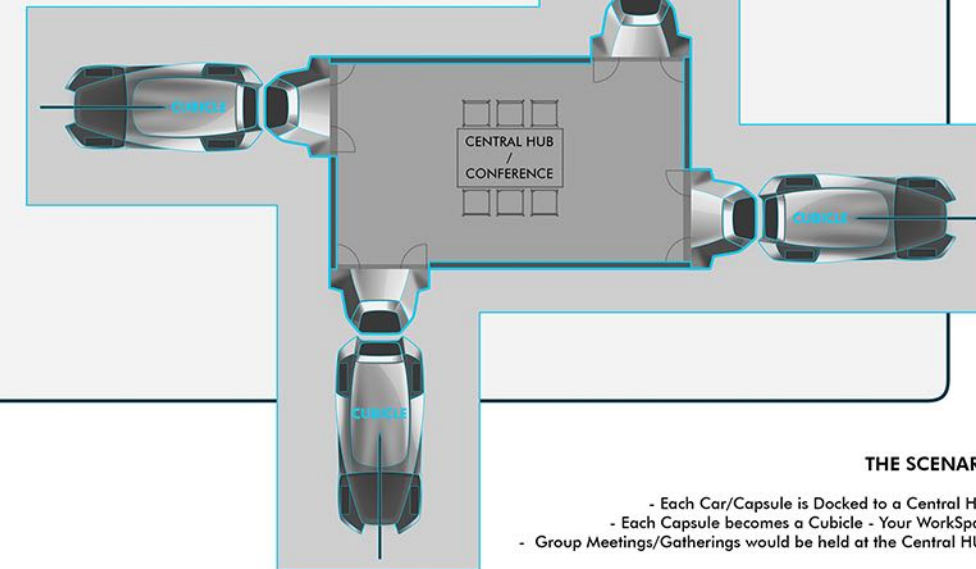 CUBICLE
CENTRAL HUB
/
CONFERENCE
CUBICLE
CUBICLE
THE SCENAR
- Each Car/Capsule is Docked to a Central H
- Each Capsule becomes a Cubicle - Your WorkSpa
- Group Meetings/Gatherings would be held at the Central HU